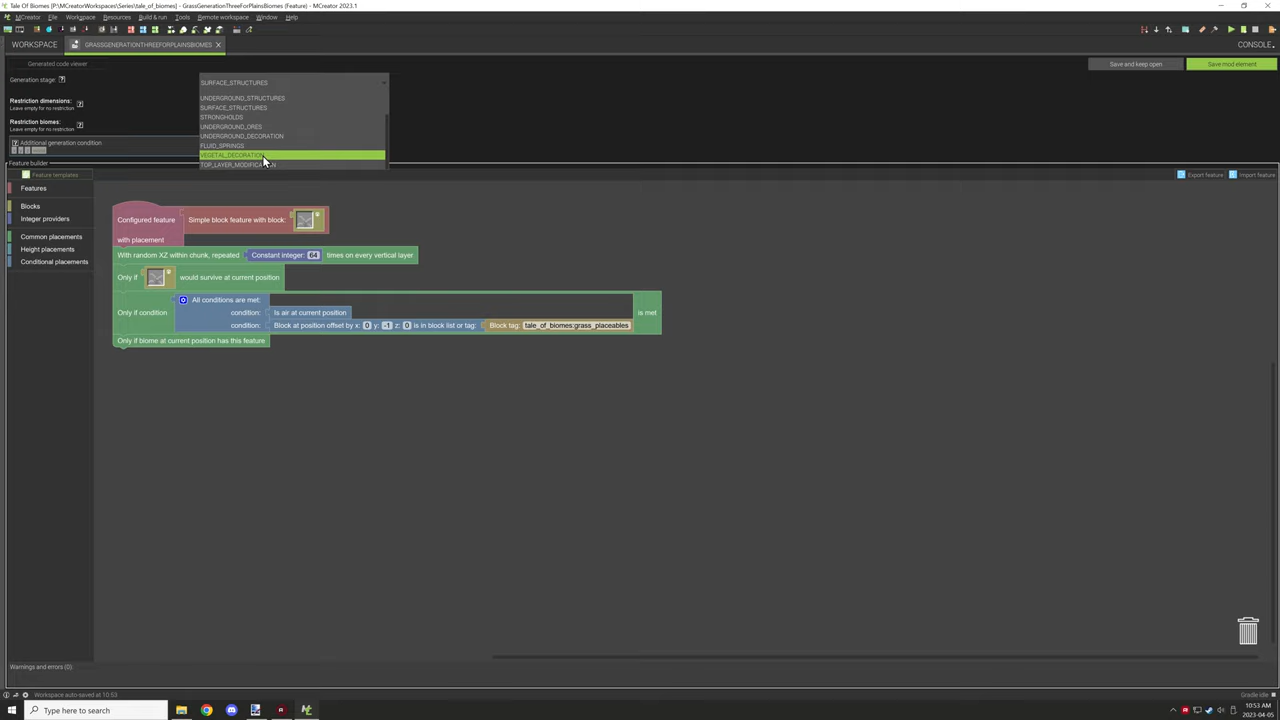 Tale Of Biomes [P:\MCreatorWorkspaces\Series\tale_of_biomes] - GrassGenerationThreeForPlainsBiomes (Feature) - MCreator 2023.1
MCreator File Workspace Resources Build & run Tools Remote workspace Window Help
WORKSPACE GRASSGENERATIONTHREEFORPLAINSBIOMES CONSOLE
Generated code viewer Save and keep open Save mod element
Generation stage: SURFACE_STRUCTURES
UNDERGROUND_STRUCTURES
Restriction dimensions: SURFACE_STRUCTURES
Leave empty for no restriction STRONGHOLDS
Restriction biomes: UNDERGROUND_ORES
Leave empty for no restriction UNDERGROUND_DECORATION
Additional generation condition FLUID_SPRINGS
VEGETAL_DECORATION
Feature builder TOP_LAYER_MODIFICATION
Feature templates Export feature Import feature
Features
Blocks
Integer providers
Common placements
Height placements
Conditional placements
Configured feature Simple block feature with block:
with placement
With random XZ within chunk, repeated Constant integer: 64 times on every vertical layer
Only if would survive at current position
All conditions are met:
Only if condition condition: Is air at current position is met
condition: Block at position offset by x: 0 y: -1 z: 0 is in block list or tag: Block tag: tale_of_biomes:grass_placeables
Only if biome at current position has this feature
Warnings and errors (0)
Workspace auto-saved at 10:53 Gradle idle
Type here to search 10:53 AM
2023-04-05